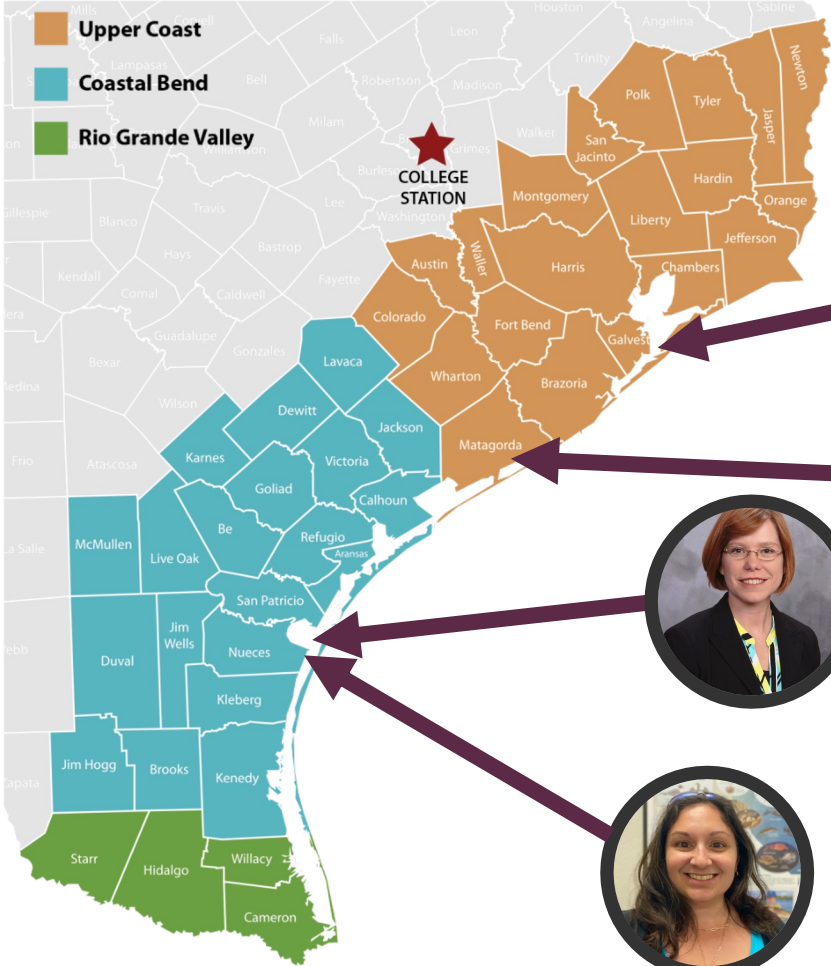 Upper Coast
Coastal Bend
Rio Grande Valley
Mills
Houston
Sabine
Angelina
Leon
Falls
Trinity
Lampasas
Bell
Robertson
Madison
Milam
Walker
Grimes
COLLEGE
STATION
Lee
Washington
Travis
Gillespie
Blanco
Bastrop
Hays
Fayette
Kendall
Comal
Caldwell
Guadalupe
Gonzales
Bexar
Wilson
Frio
Atascosa
La Salle
Polk
Tyler
Newton
Jasper
San
Jacinto
Hardin
Montgomery
Orange
Liberty
Jefferson
Waller
Austin
Harris
Chambers
Colorado
Fort Bend
Galvest
Wharton
Brazoria
Matagorda
Lavaca
Dewitt
Jackson
Karnes
Victoria
Goliad
Calhoun
Be
Refugio
McMullen
Live Oak
Aransas
San Patricio
Jim
Wells
Duval
Nueces
Kleberg
Jim Hogg
Brooks
Kenedy
Starr
Hidalgo
Willacy
Cameron